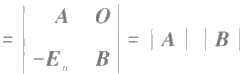 = | A O |
| -Eₙ B | = | A | | B |